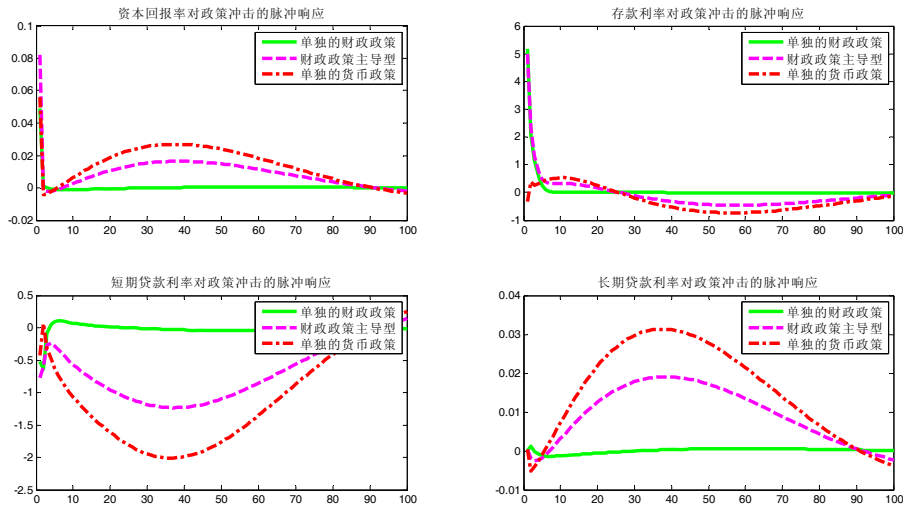 资本回报率对政策冲击的脉冲响应
0.1
0.08
0.06
0.04
0.02
0
-0.02
0 10 20 30 40 50 60 70 80 90 100
单独的财政政策
财政政策主导型
单独的货币政策
存款利率对政策冲击的脉冲响应
6
5
4
3
2
1
0
-1
0 10 20 30 40 50 60 70 80 90 100
单独的财政政策
财政政策主导型
单独的货币政策
短期贷款利率对政策冲击的脉冲响应
0.5
0
-0.5
-1
-1.5
-2
-2.5
0 10 20 30 40 50 60 70 80 90 100
单独的财政政策
财政政策主导型
单独的货币政策
长期贷款利率对政策冲击的脉冲响应
0.04
0.03
0.02
0.01
0
-0.01
0 10 20 30 40 50 60 70 80 90 100
单独的财政政策
财政政策主导型
单独的货币政策